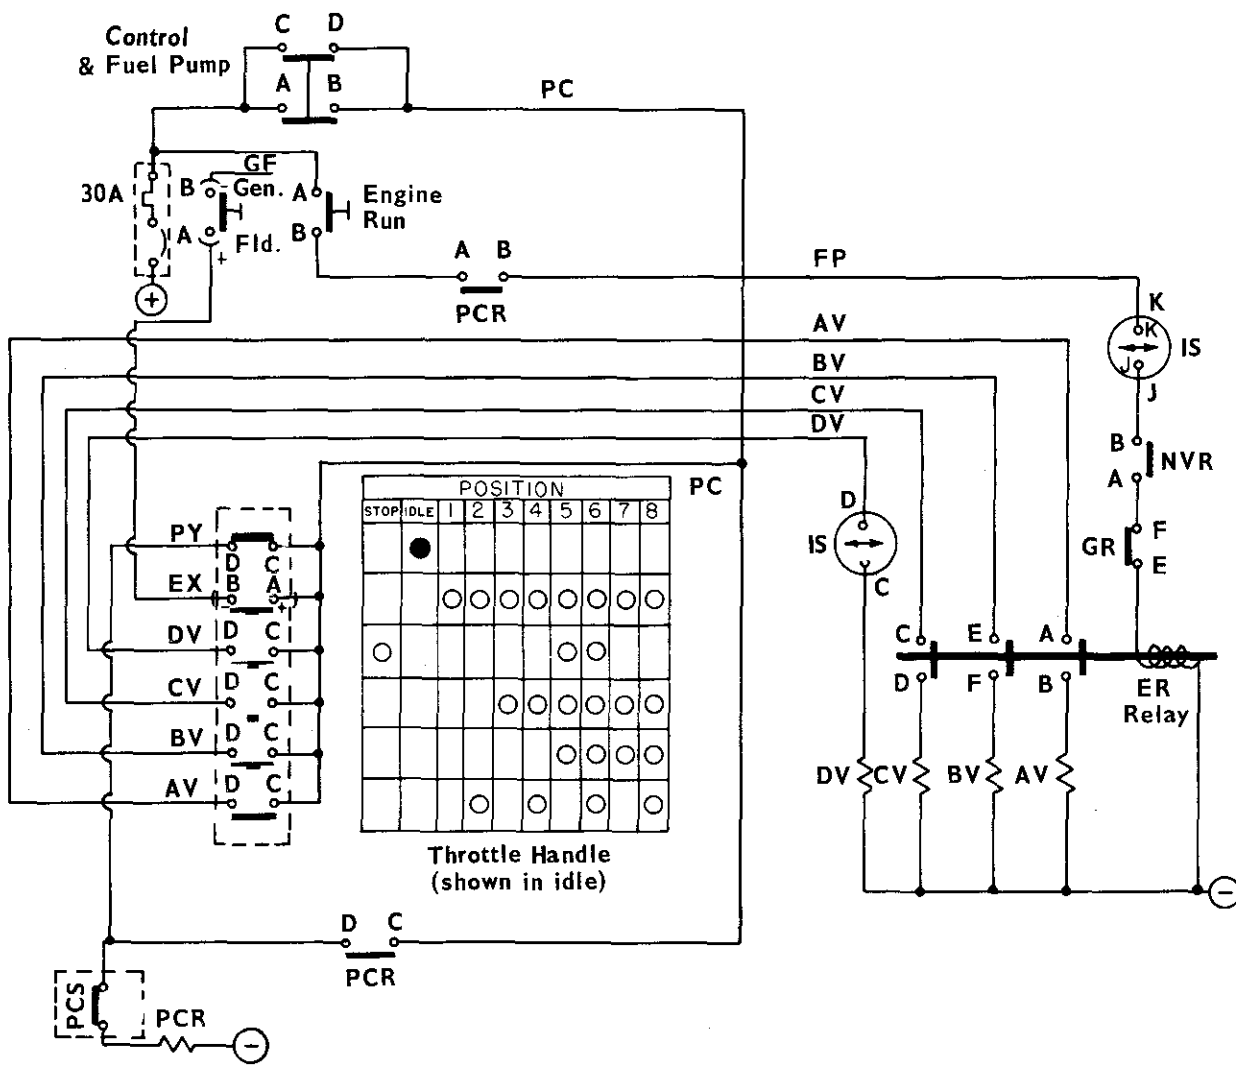 C D
Control
& Fuel Pump
A B
PC
30A
GF
B - Gen.
A Fld.
+
A
B
Engine
Run
+
A B
PCR
FP
K
K
IS
J
J
AV
BV
CV
DV
B
A
NVR
PC
F
GR
E
D
IS
C
POSITION
STOP IDLE 1 2 3 4 5 6 7 8
PY
D C
EX B A
- +
DV D C
CV D C
BV D C
AV D C
C E A
D F B
ER
Relay
DV CV BV AV
-
Throttle Handle
(shown in idle)
D C
PCR
PCS
PCR
-